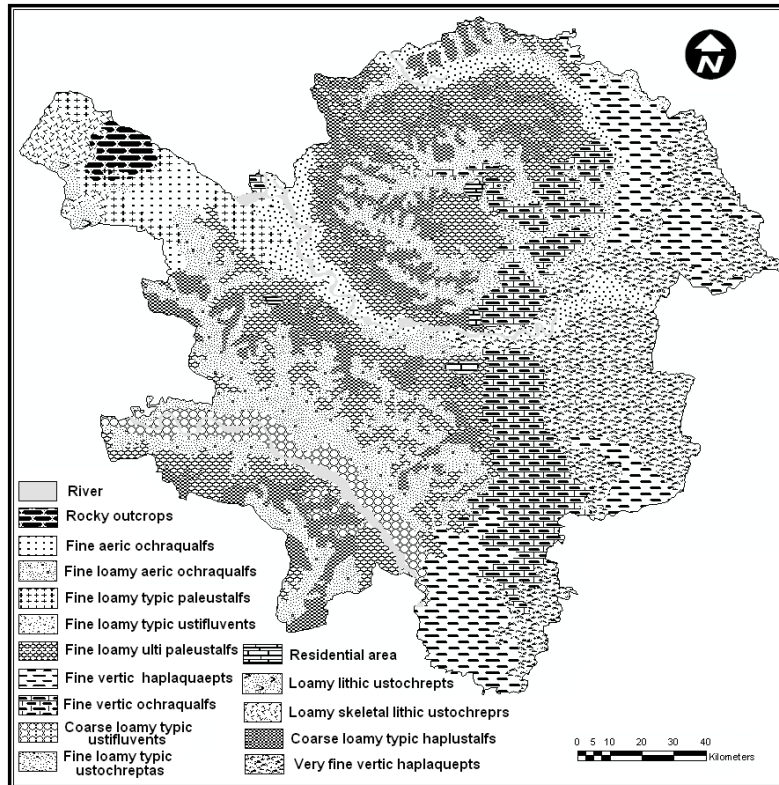 N
River
Rocky outcrops
Fine aeric ochraqualfs
Fine loamy aeric ochraqualfs
Fine loamy typic paleustalfs
Fine loamy typic ustifluvents
Fine loamy ulti paleustalfs
Fine vertic haplaquaepts
Fine vertic ochraqualfs
Coarse loamy typic
ustifluvents
Fine loamy typic
ustochreptas
Residential area
Loamy lithic ustochrepts
Loamy skeletal lithic ustochreprs
Coarse loamy typic haplustalfs
Very fine vertic haplaquepts
0 5 10 20 30 40
Kilometers